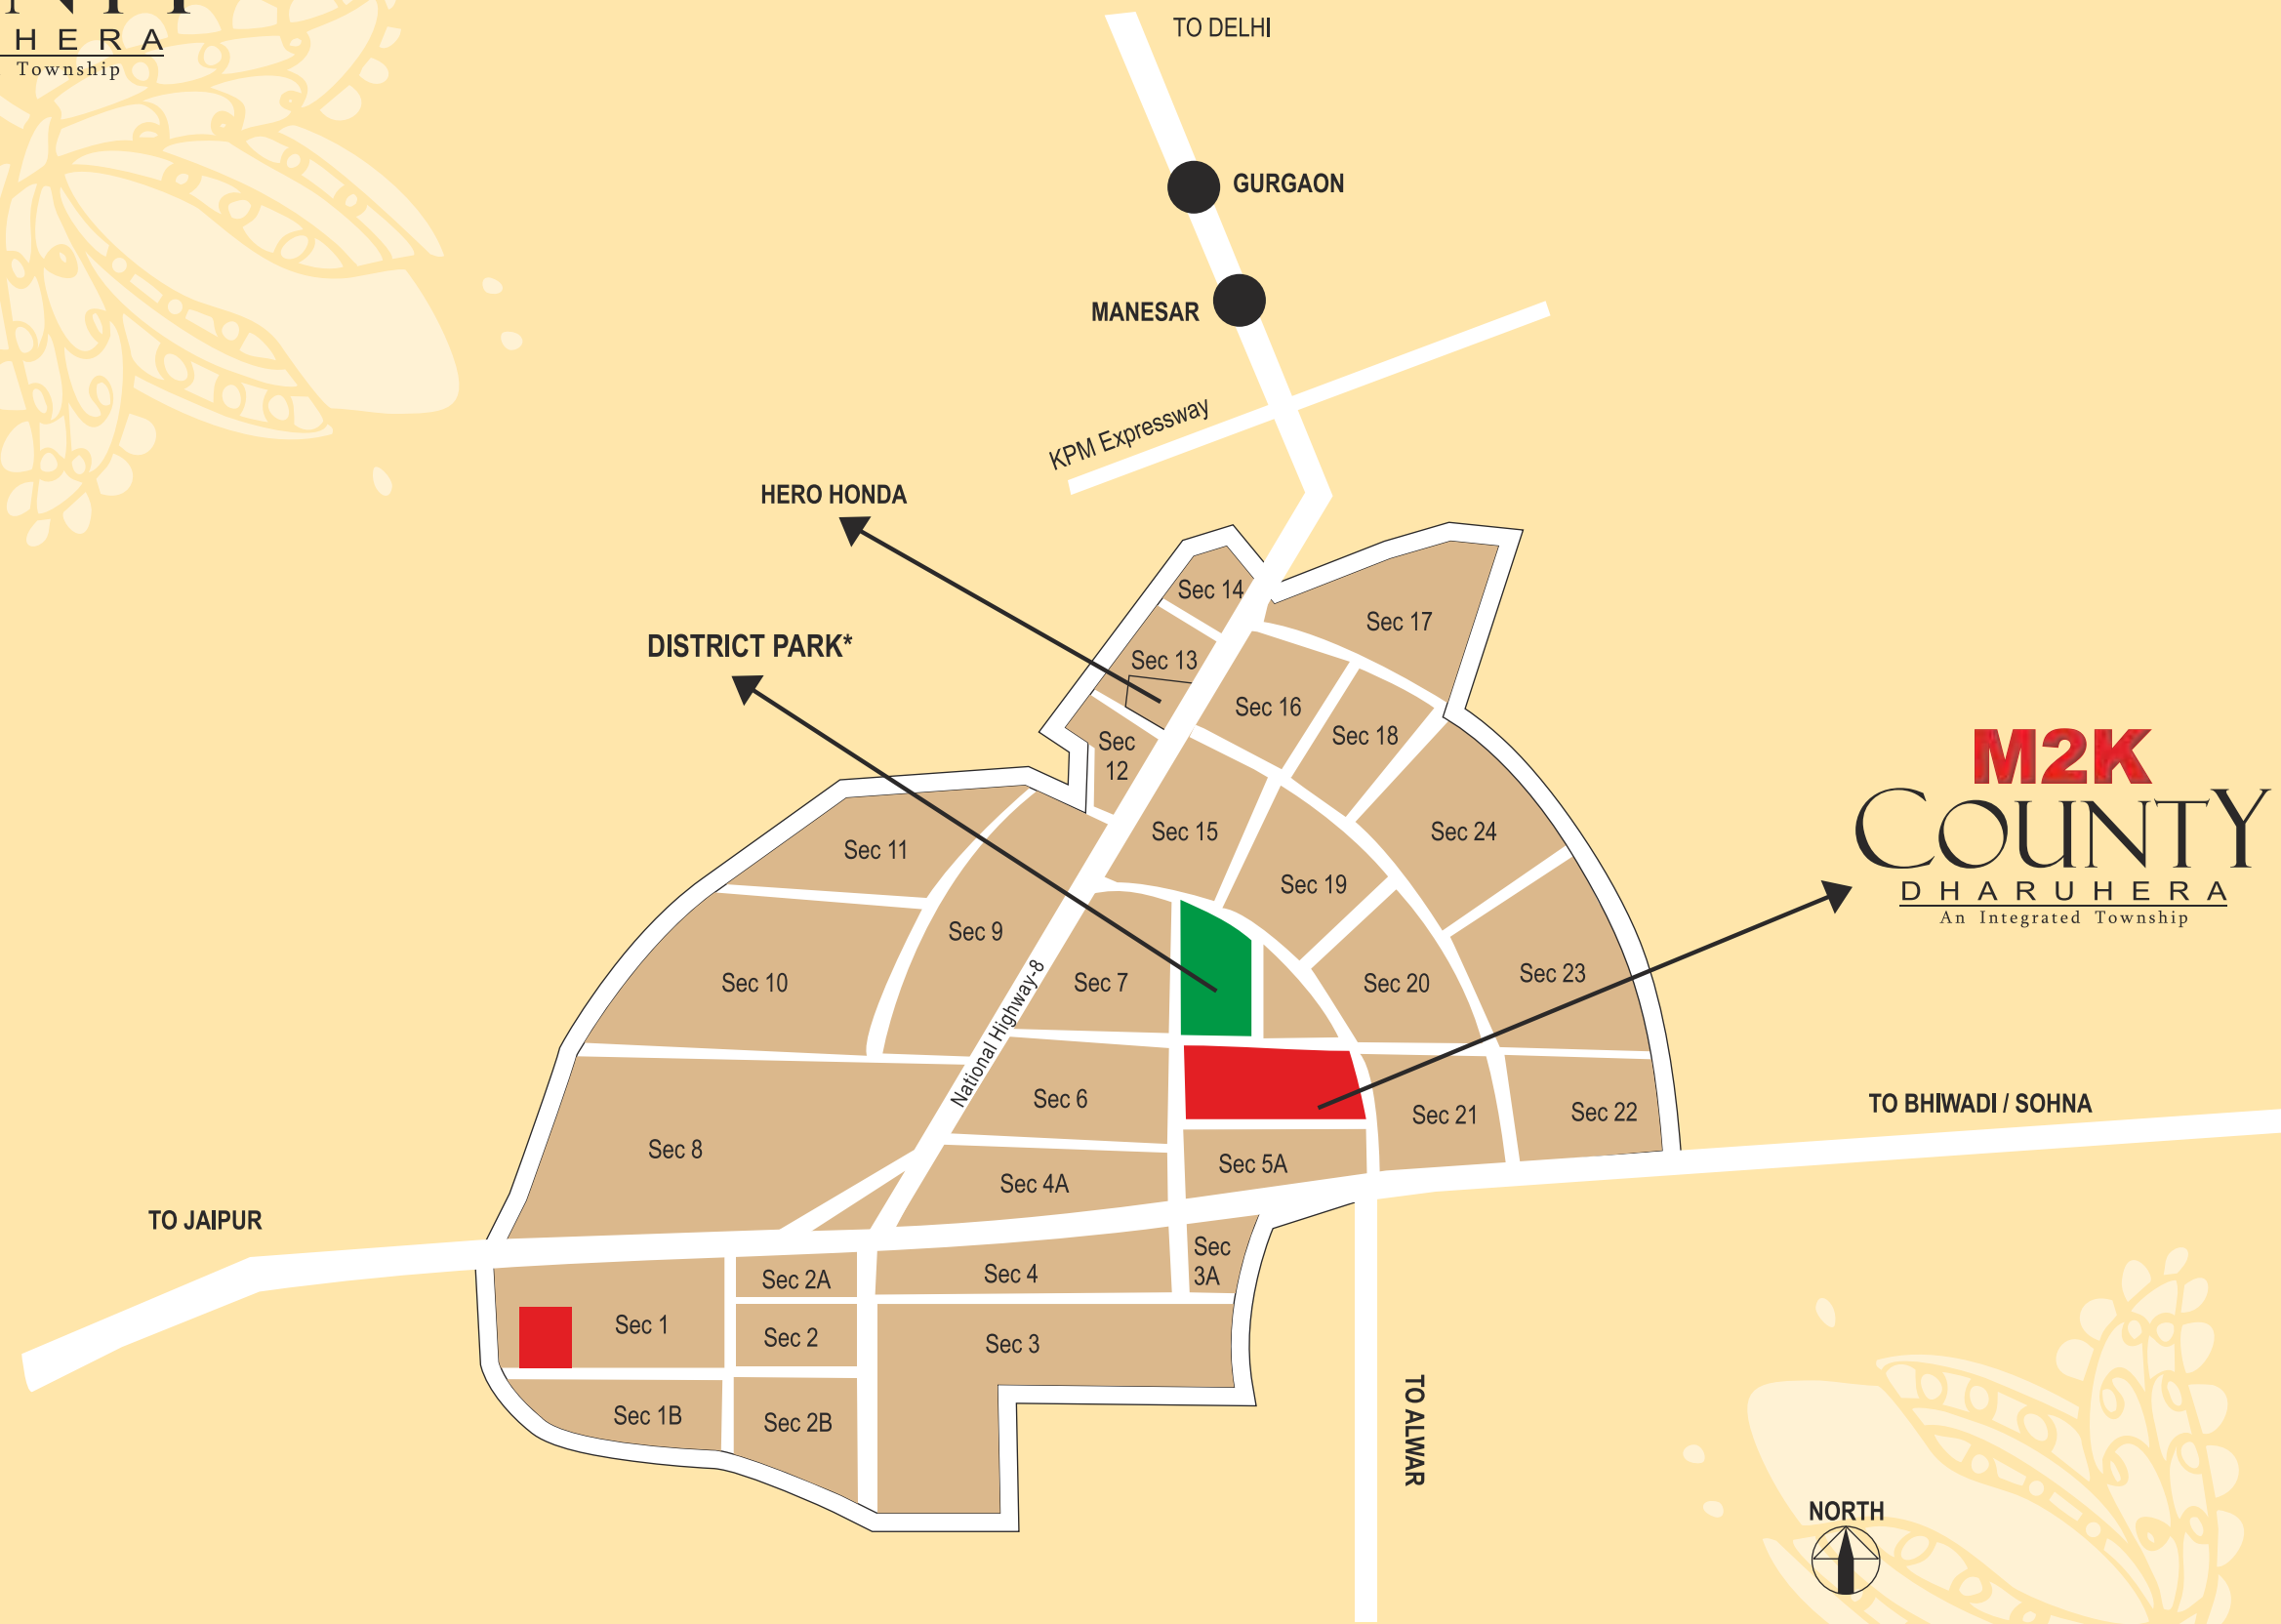 HERA
Township
TO DELHI
GURGAON
MANESAR
KPM Expressway
HERO HONDA
DISTRICT PARK*
Sec 14
Sec 17
Sec 13
Sec 16
Sec 18
Sec
12
Sec 15
Sec 24
Sec 11
Sec 19
Sec 9
Sec 10
Sec 7
Sec 20
Sec 23
National Highway-8
M2K
COUNTY
DHARUHERA
An Integrated Township
Sec 6
Sec 21
Sec 22
TO BHIWADI / SOHNA
Sec 8
Sec 5A
Sec 4A
TO JAIPUR
Sec
3A
Sec 2A
Sec 4
Sec 1
Sec 2
Sec 3
Sec 1B
Sec 2B
TO ALWAR
NORTH